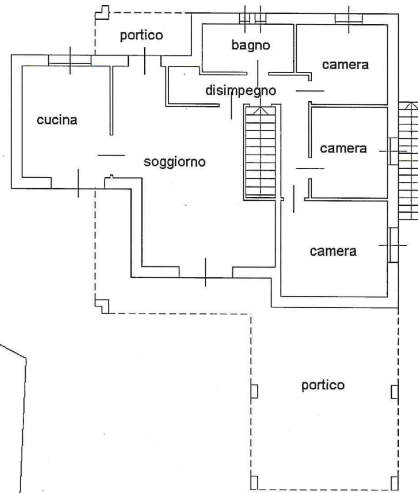 portico
bagno
camera
disimpegno
cucina
camera
soggiorno
camera
portico